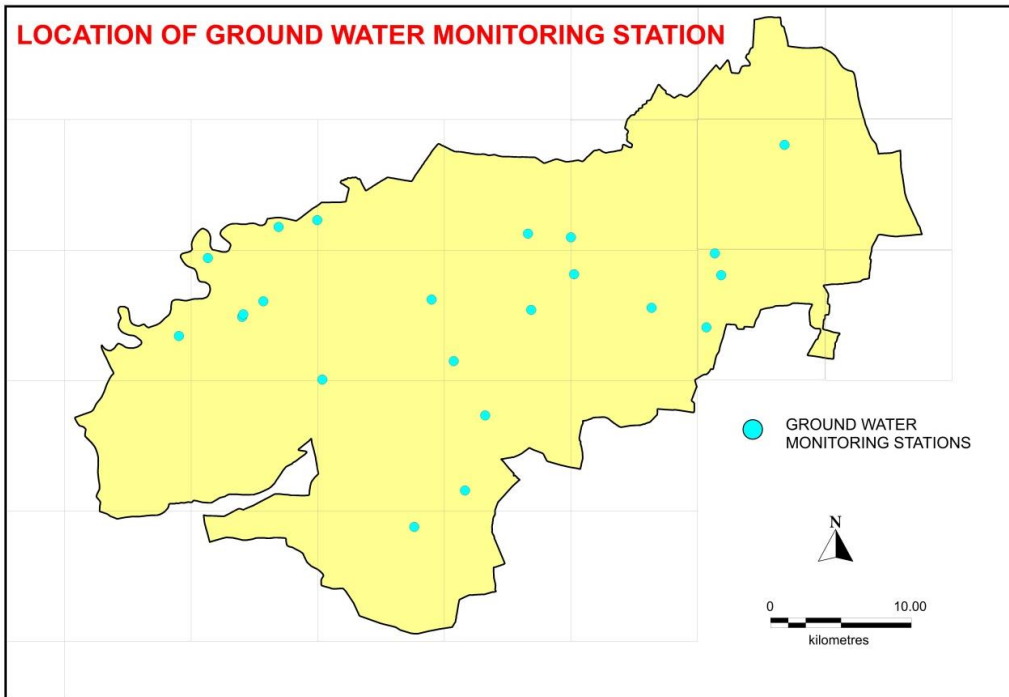 LOCATION OF GROUND WATER MONITORING STATION
GROUND WATER
MONITORING STATIONS
N
0 10.00
kilometres